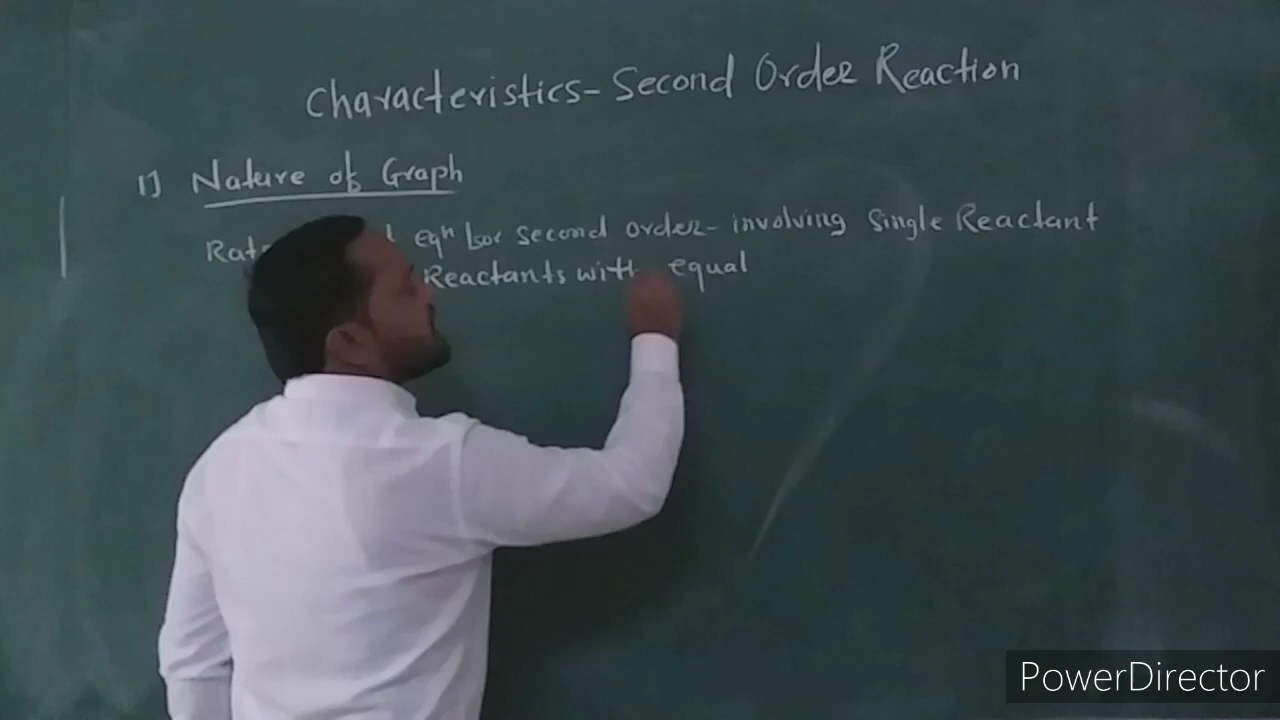 Characteristics - Second Order Reaction
1) Nature of Graph
eqn for second order - involving Single Reactant
Reactants with equal
PowerDirector